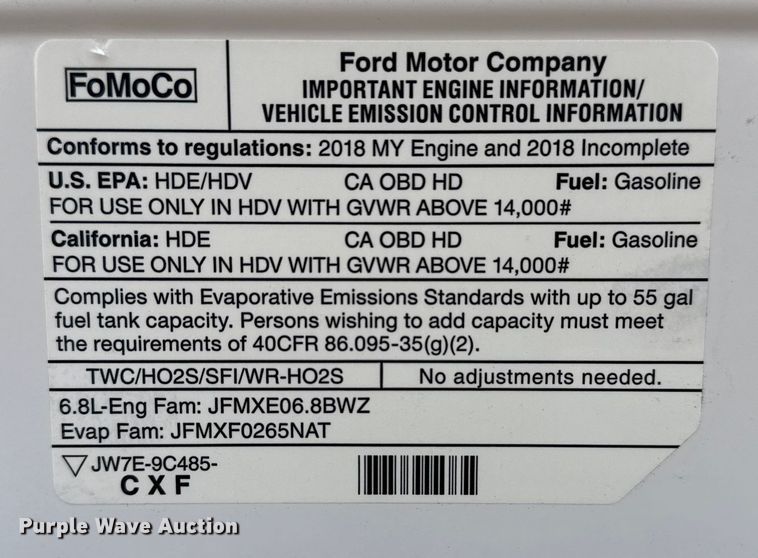 FoMoCo
Ford Motor Company
IMPORTANT ENGINE INFORMATION/
VEHICLE EMISSION CONTROL INFORMATION
Conforms to regulations: 2018 MY Engine and 2018 Incomplete
U.S. EPA: HDE/HDV CA OBD HD Fuel: Gasoline
FOR USE ONLY IN HDV WITH GVWR ABOVE 14,000#
California: HDE CA OBD HD Fuel: Gasoline
FOR USE ONLY IN HDV WITH GVWR ABOVE 14,000#
Complies with Evaporative Emissions Standards with up to 55 gal
fuel tank capacity. Persons wishing to add capacity must meet
the requirements of 40CFR 86.095-35(g)(2).
TWC/HO2S/SFI/WR-HO2S No adjustments needed.
6.8L-Eng Fam: JFMXE06.8BWZ
Evap Fam: JFMXF0265NAT
JW7E-9C485-
CXF
Purple Wave Auction